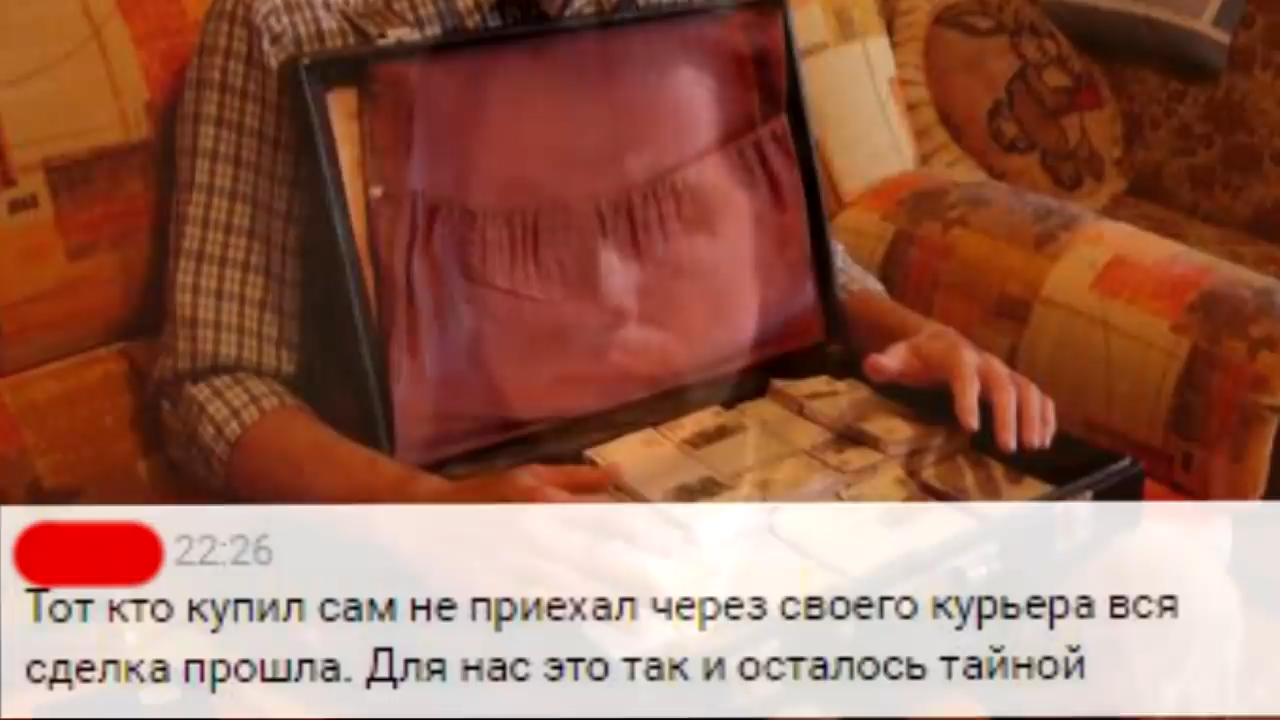 22:26
Тот кто купил сам не приехал через своего курьера вся
сделка прошла. Для нас это так и осталось тайной